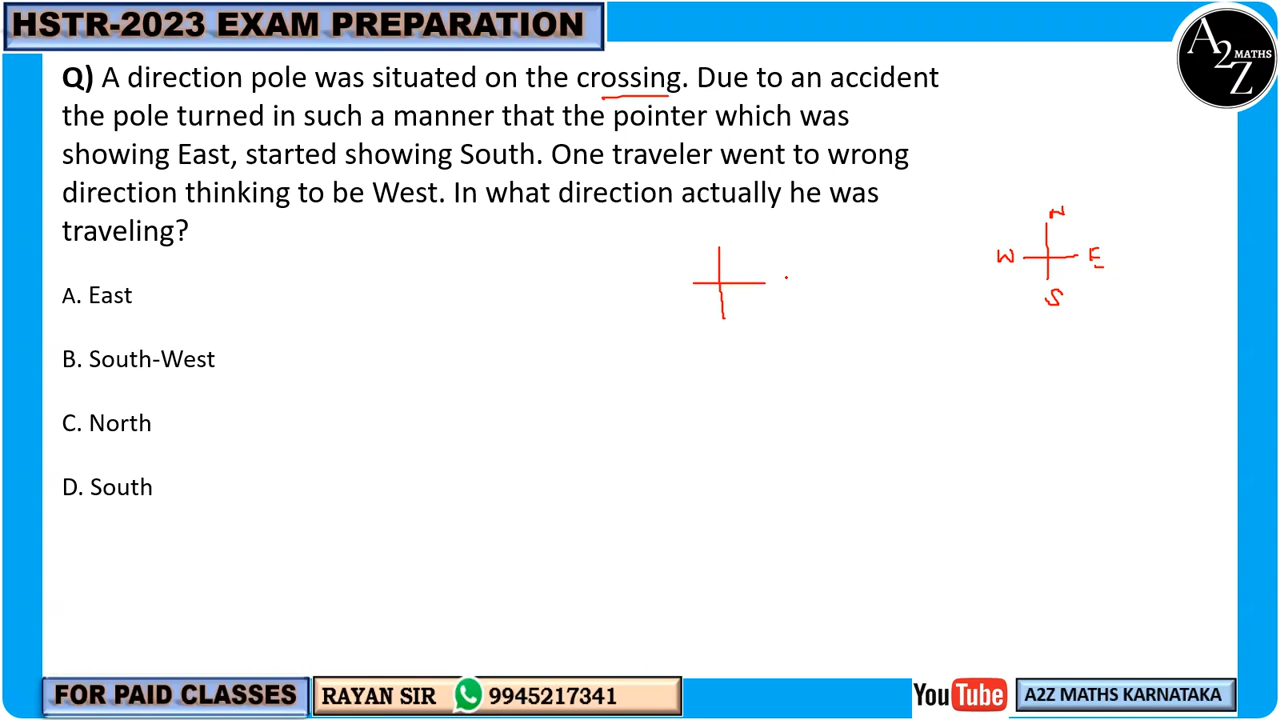 HSTR-2023 EXAM PREPARATION
A2Z MATHS
Q) A direction pole was situated on the crossing. Due to an accident
the pole turned in such a manner that the pointer which was
showing East, started showing South. One traveler went to wrong
direction thinking to be West. In what direction actually he was
traveling?
N
W E
S
A. East
B. South-West
C. North
D. South
FOR PAID CLASSES
RAYAN SIR 9945217341
YouTube
A2Z MATHS KARNATAKA